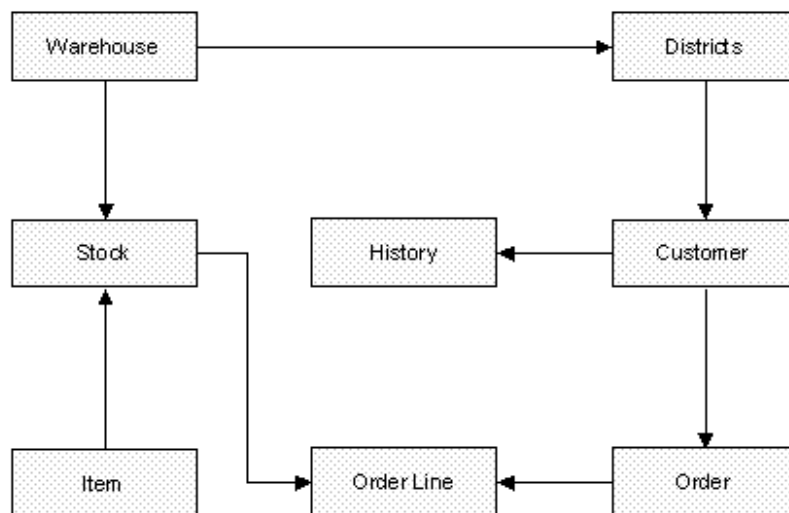 Warehouse
Districts
Stock
History
Customer
Item
Order Line
Order